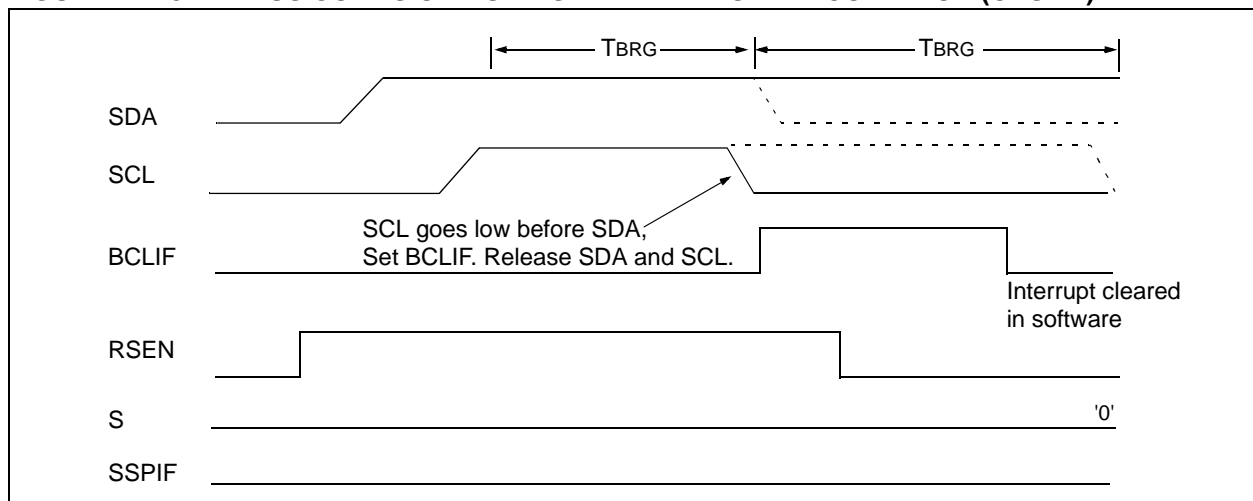 TBRG
TBRG
SDA
SCL
SCL goes low before SDA,
Set BCLIF. Release SDA and SCL.
BCLIF
Interrupt cleared
in software
RSEN
S
'0'
SSPIF